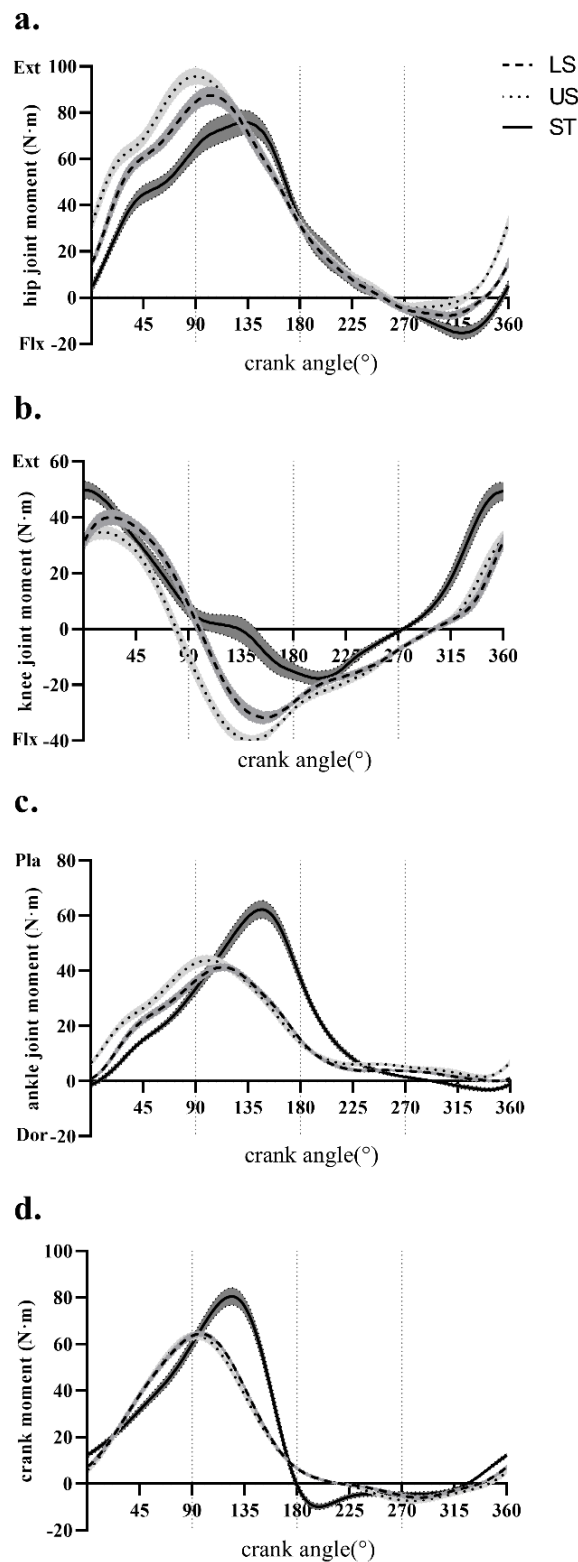 a.
Ext 100
80
60
40
20
0
Flx -20
hip joint moment (N·m)
45 90 135 180 225 270 315 360
crank angle(°)
LS
US
ST
b.
Ext 60
40
20
0
-20
Flx -40
knee joint moment (N·m)
45 90 135 180 225 270 315 360
crank angle(°)
c.
Pla 80
60
40
20
0
Dor -20
ankle joint moment (N·m)
45 90 135 180 225 270 315 360
crank angle(°)
d.
100
80
60
40
20
0
-20
crank moment (N·m)
45 90 135 180 225 270 315 360
crank angle(°)